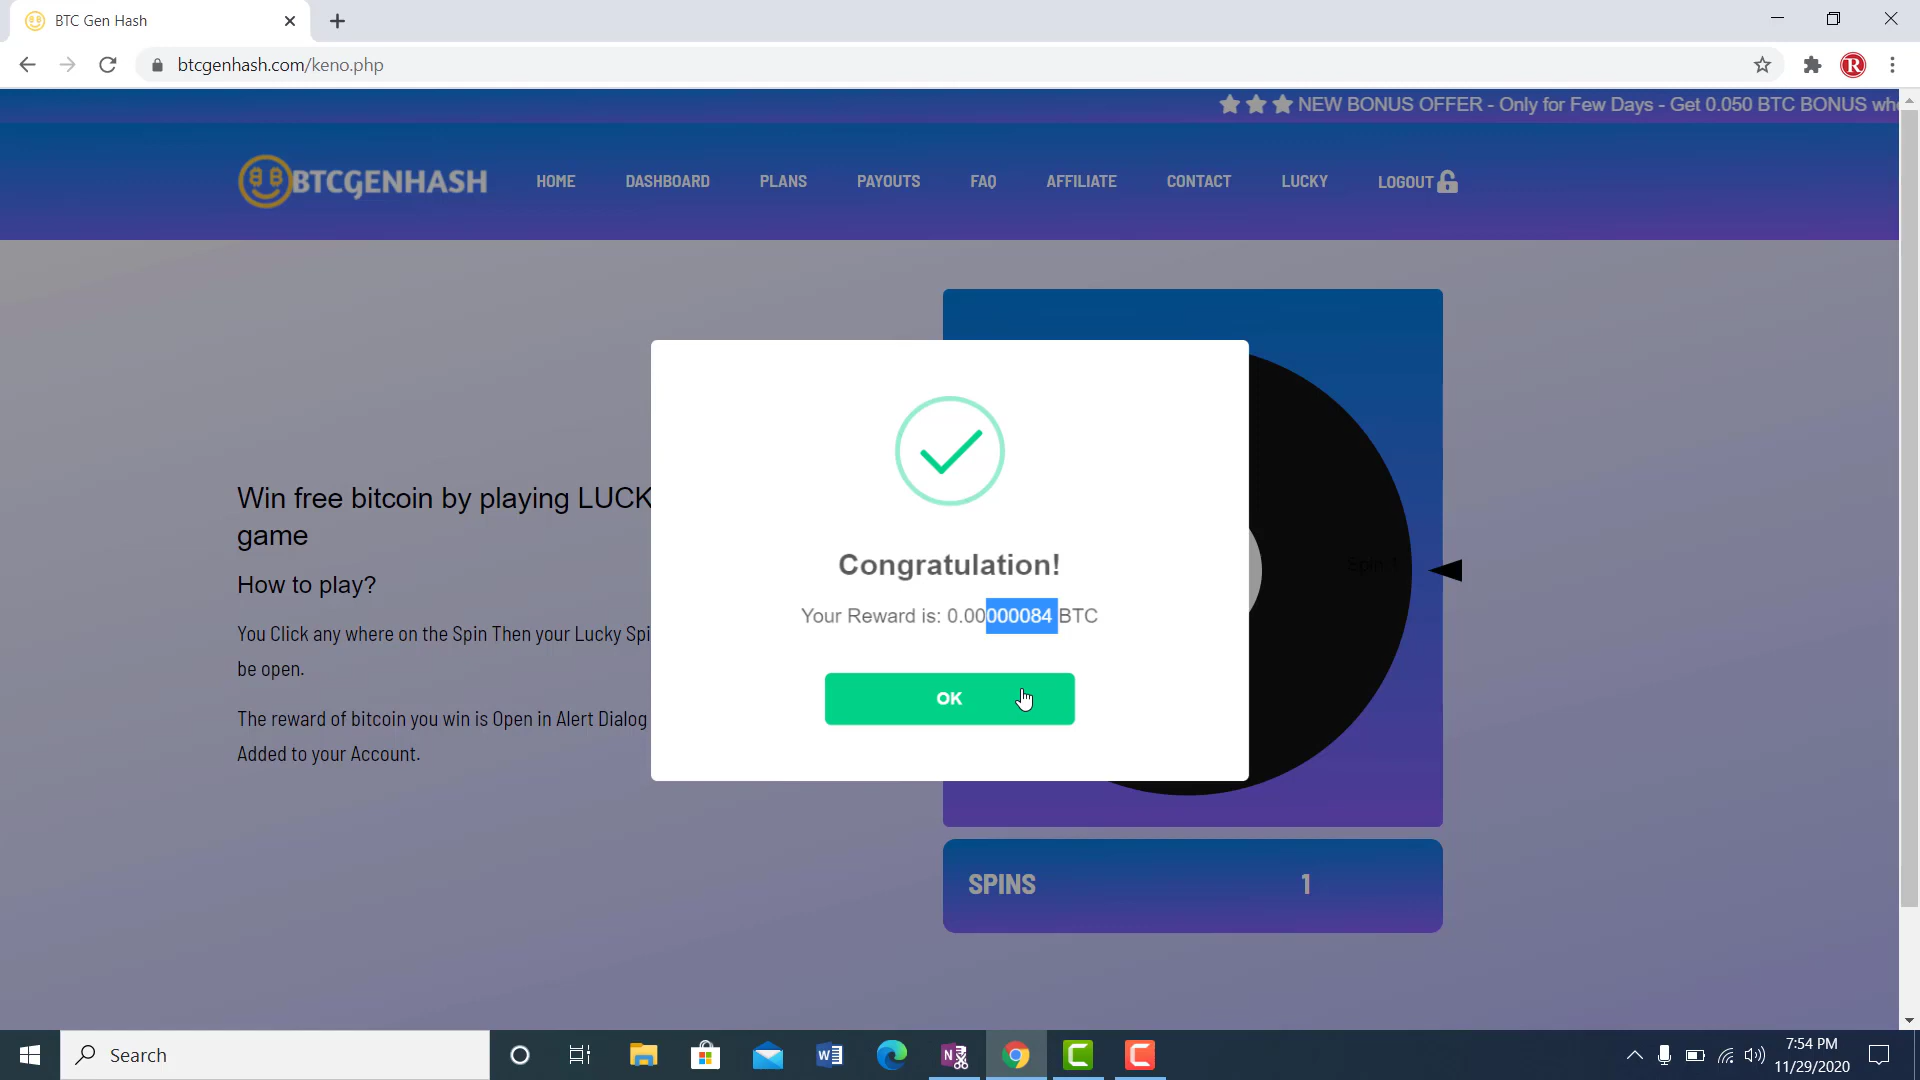 BTC Gen Hash
btcgenhash.com/keno.php
R
NEW BONUS OFFER - Only for Few Days - Get 0.050 BTC BONUS
BTCGENHASH
HOME
DASHBOARD
PLANS
PAYOUTS
FAQ
AFFILIATE
CONTACT
LUCKY
LOGOUT
Win free bitcoin by playing LUCK
game
How to play?
You Click any where on the Spin Then your Lucky Spi
be open.
The reward of bitcoin you win is Open in Alert Dialog
Added to your Account.
Congratulation!
Your Reward is: 0.00000084 BTC
OK
SPINS 1
Search
7:54 PM
11/29/2020